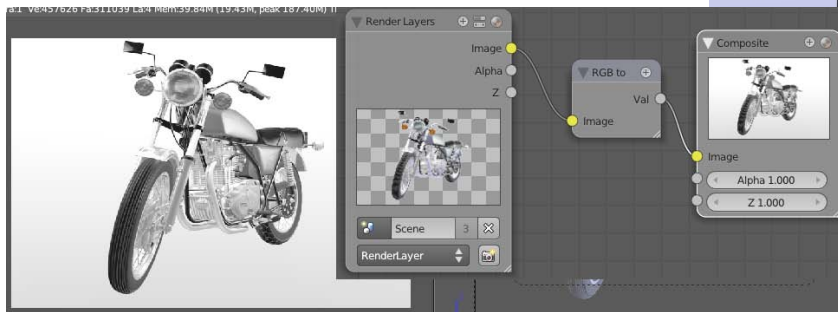 Ve:457626 Fa:311039 La:4 Mem:39.84M (19.43M, peak 187.40M)
Render Layers
Image
Alpha
Z
Scene
3
RenderLayer
RGB to
Val
Image
Composite
Image
Alpha 1.000
Z 1.000